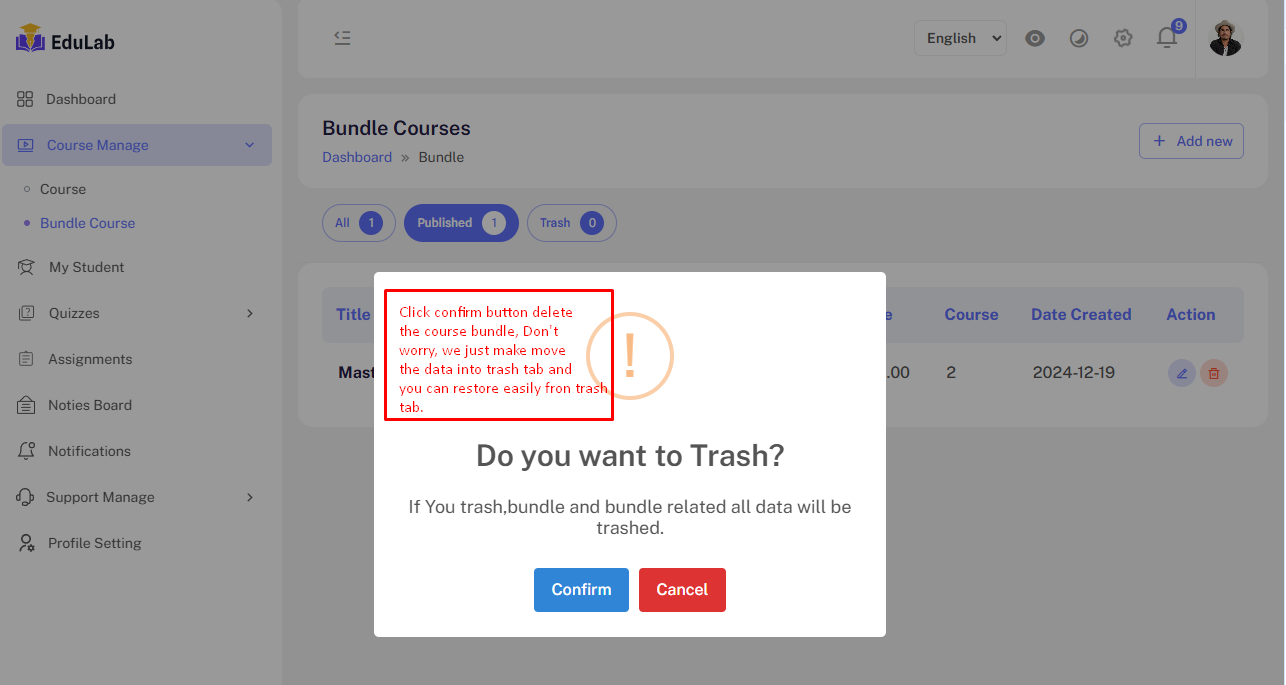 EduLab
English
9
Dashboard
Course Manage
Course
Bundle Course
My Student
Quizzes
Assignments
Noties Board
Notifications
Support Manage
Profile Setting
Bundle Courses
Dashboard » Bundle
+ Add new
All 1
Published 1
Trash 0
Title
e
Course
Date Created
Action
Mast
.00
2
2024-12-19
Click confirm button delete
the course bundle, Don't
worry, we just make move
the data into trash tab and
you can restore easily fron trash
tab.
!
Do you want to Trash?
If You trash,bundle and bundle related all data will be
trashed.
Confirm
Cancel